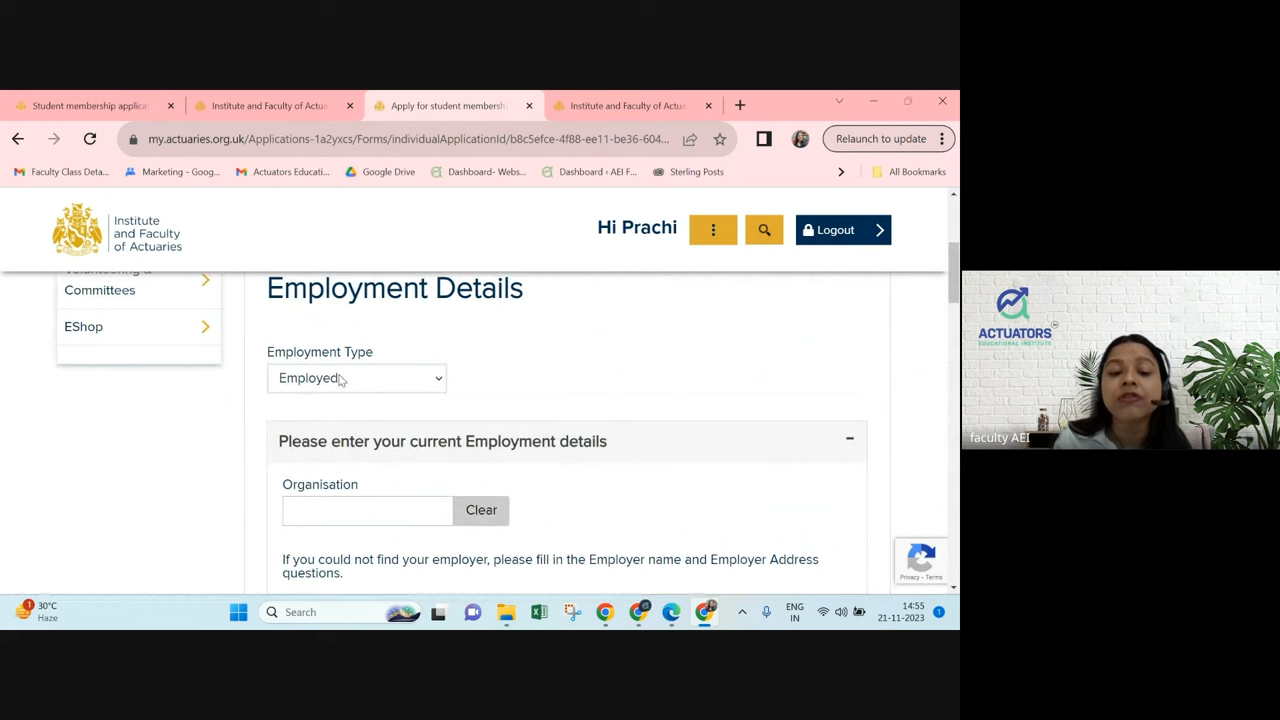 Student membership applica
Institute and Faculty of Actua
Apply for student membersh
Institute and Faculty of Actua
my.actuaries.org.uk/Applications-1a2yxcs/Forms/individualApplicationId/b8c5efce-4f88-ee11-be36-604...
Relaunch to update
Faculty Class Deta...
Marketing - Goog...
Actuators Educati...
Google Drive
Dashboard- Webs...
Dashboard ‹ AEI F...
Sterling Posts
All Bookmarks
Institute
and Faculty
of Actuaries
Hi Prachi
Logout
Volunteering &
Committees
EShop
Employment Details
Employment Type
Employed
Please enter your current Employment details
Organisation
Clear
If you could not find your employer, please fill in the Employer name and Employer Address
questions.
Privacy - Terms
ACTUATORS
EDUCATIONAL INSTITUTE
faculty AEI
1
30°C
Haze
Search
ENG
IN
14:55
21-11-2023
1